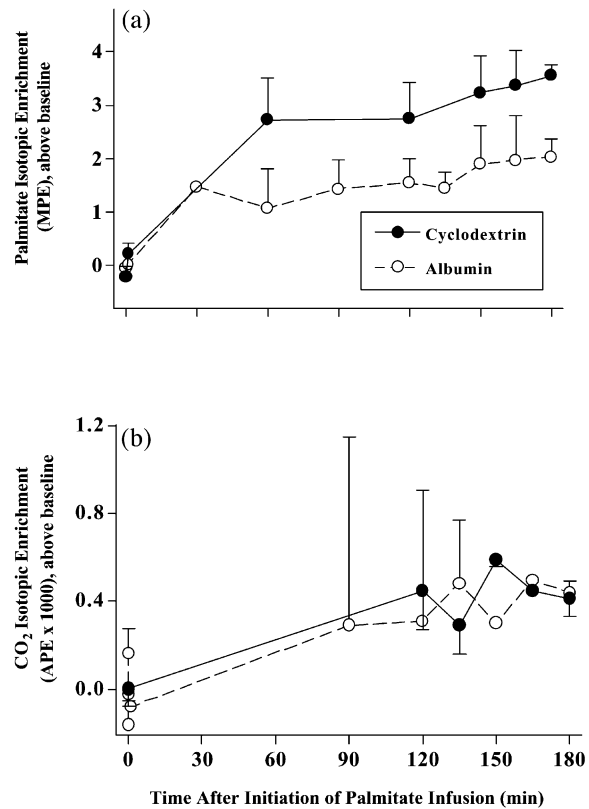 (a)
Palmitate Isotopic Enrichment
(MPE), above baseline
4
3
2
1
0
Cyclodextrin
Albumin
(b)
CO2 Isotopic Enrichment
(APE x 1000), above baseline
1.2
0.8
0.4
0.0
0 30 60 90 120 150 180
Time After Initiation of Palmitate Infusion (min)